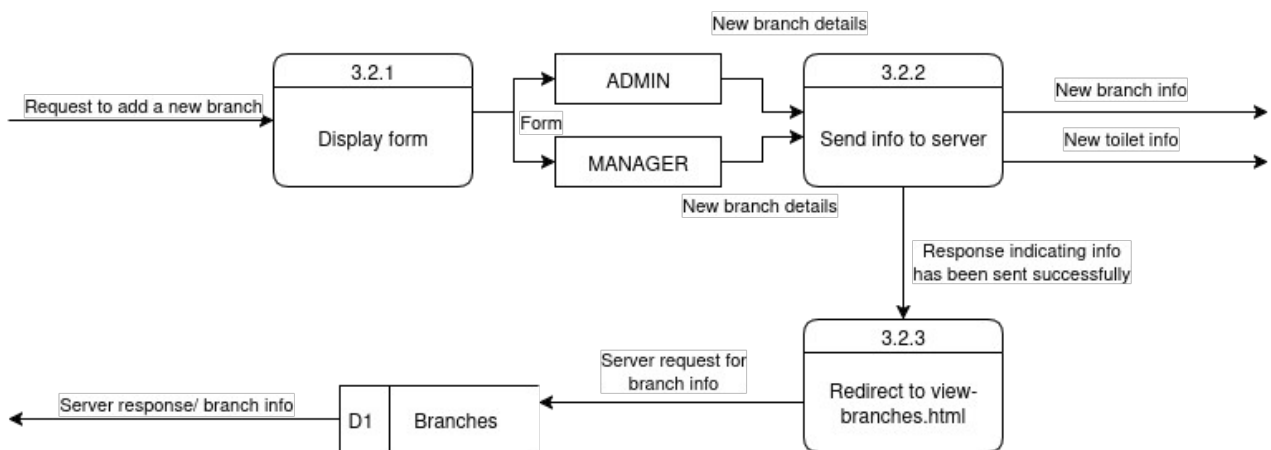 New branch details
3.2.1
ADMIN
3.2.2
Request to add a new branch
New branch info
Form
Display form
Send info to server
New toilet info
MANAGER
New branch details
Response indicating info
has been sent successfully
3.2.3
Server request for
branch info
Redirect to view-
branches.html
Server response/ branch info
D1
Branches